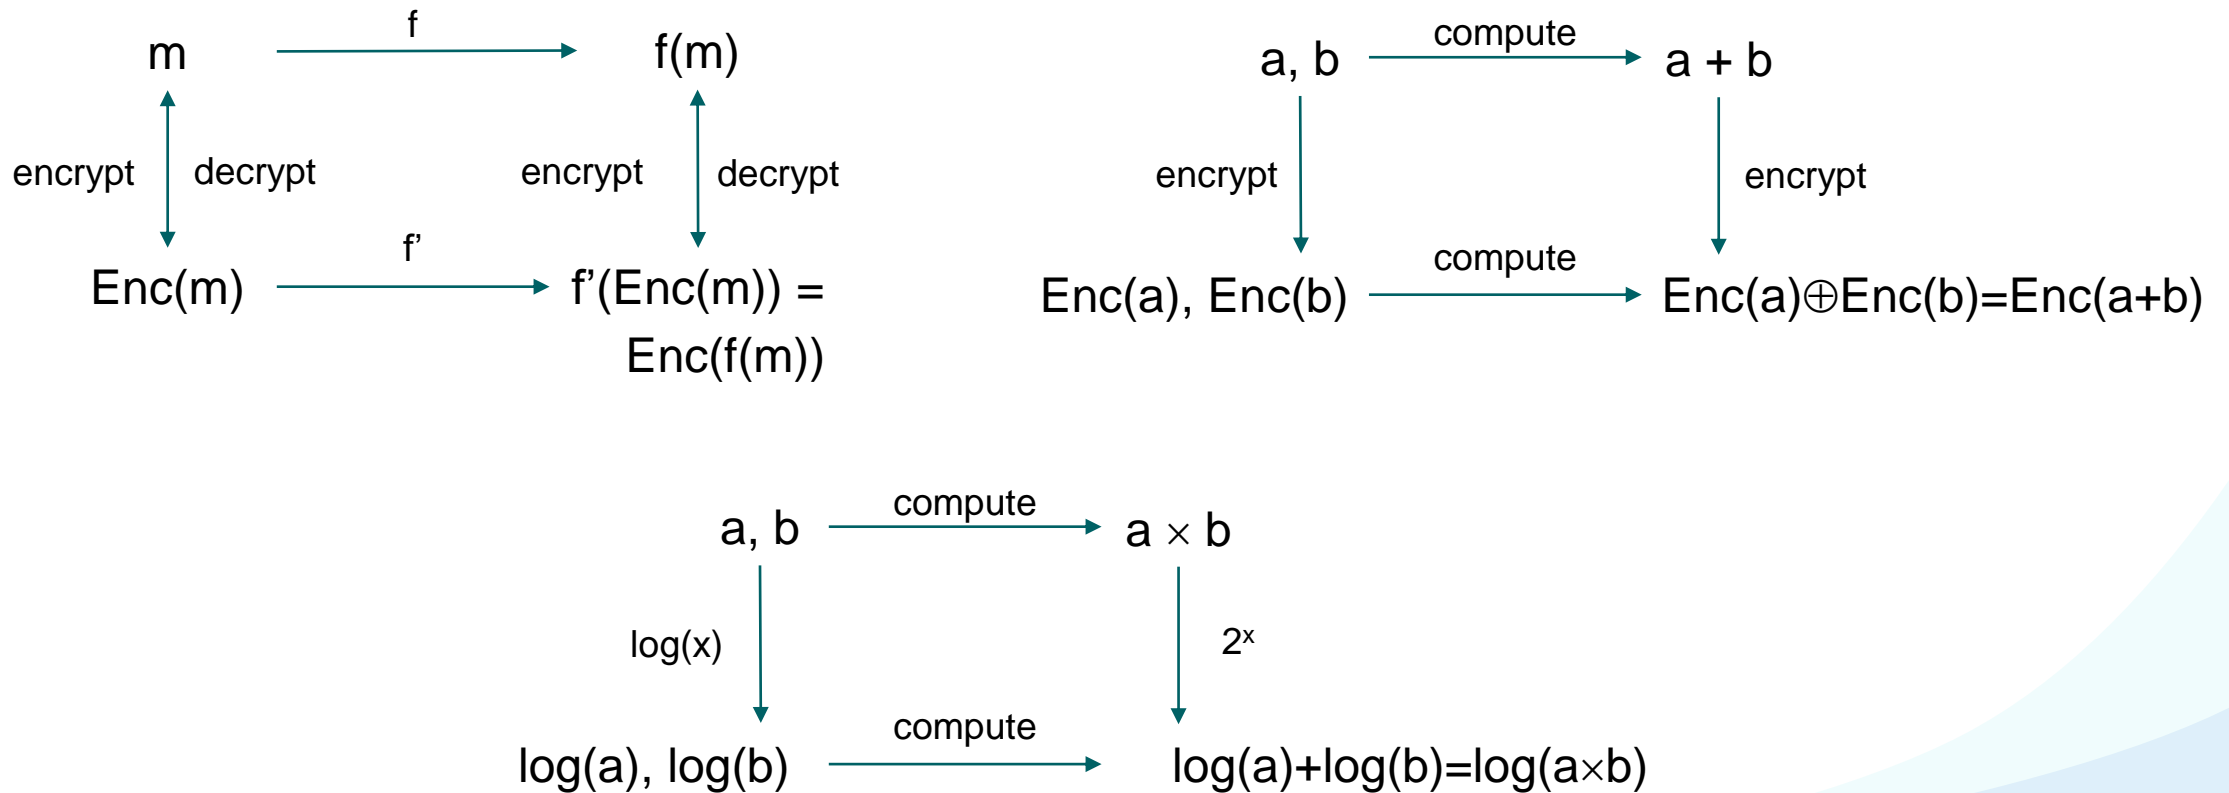 f
m
f(m)
encrypt
decrypt
encrypt
decrypt
f’
Enc(m)
f’(Enc(m)) =
Enc(f(m))
compute
a, b
a + b
encrypt
encrypt
compute
Enc(a), Enc(b)
Enc(a)⊕Enc(b)=Enc(a+b)
compute
a, b
a × b
log(x)
2ˣ
compute
log(a), log(b)
log(a)+log(b)=log(a×b)